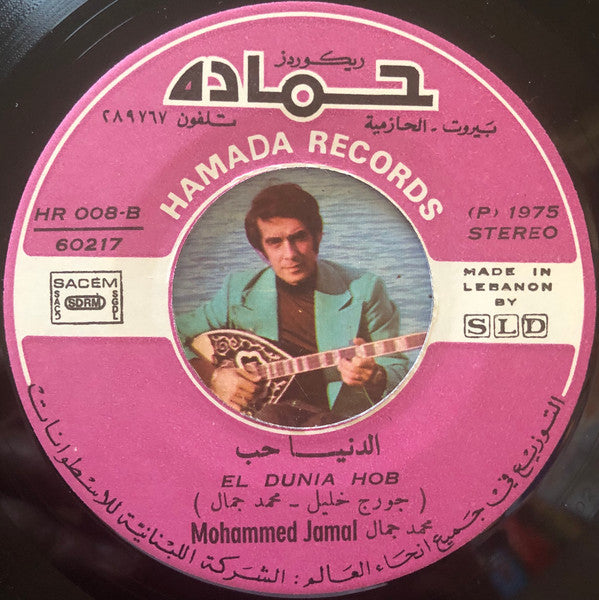 ريكوردز
حماده
بيروت - الحازمية تلفون ٢٨٩٧٦٧
HAMADA RECORDS
HR 008-B
60217
(P) 1975
STEREO
SACEM
SACD
SDRM
SGDL
MADE IN
LEBANON
BY
SLD
الدنيا حب
EL DUNIA HOB
( جورج خليل - محمد جمال )
Mohammed Jamal محمد جمال
التوزيع في جميع انحاء العالم : الشركة اللبنانية للاسطوانات